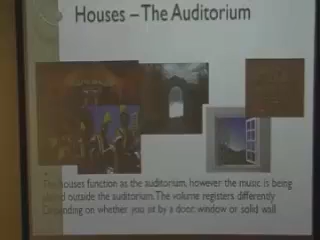 Houses – The Auditorium
The houses function as the auditorium, however the music is being
played outside the auditorium. The volume registers differently
Depending on whether you sit by a door, window or solid wall